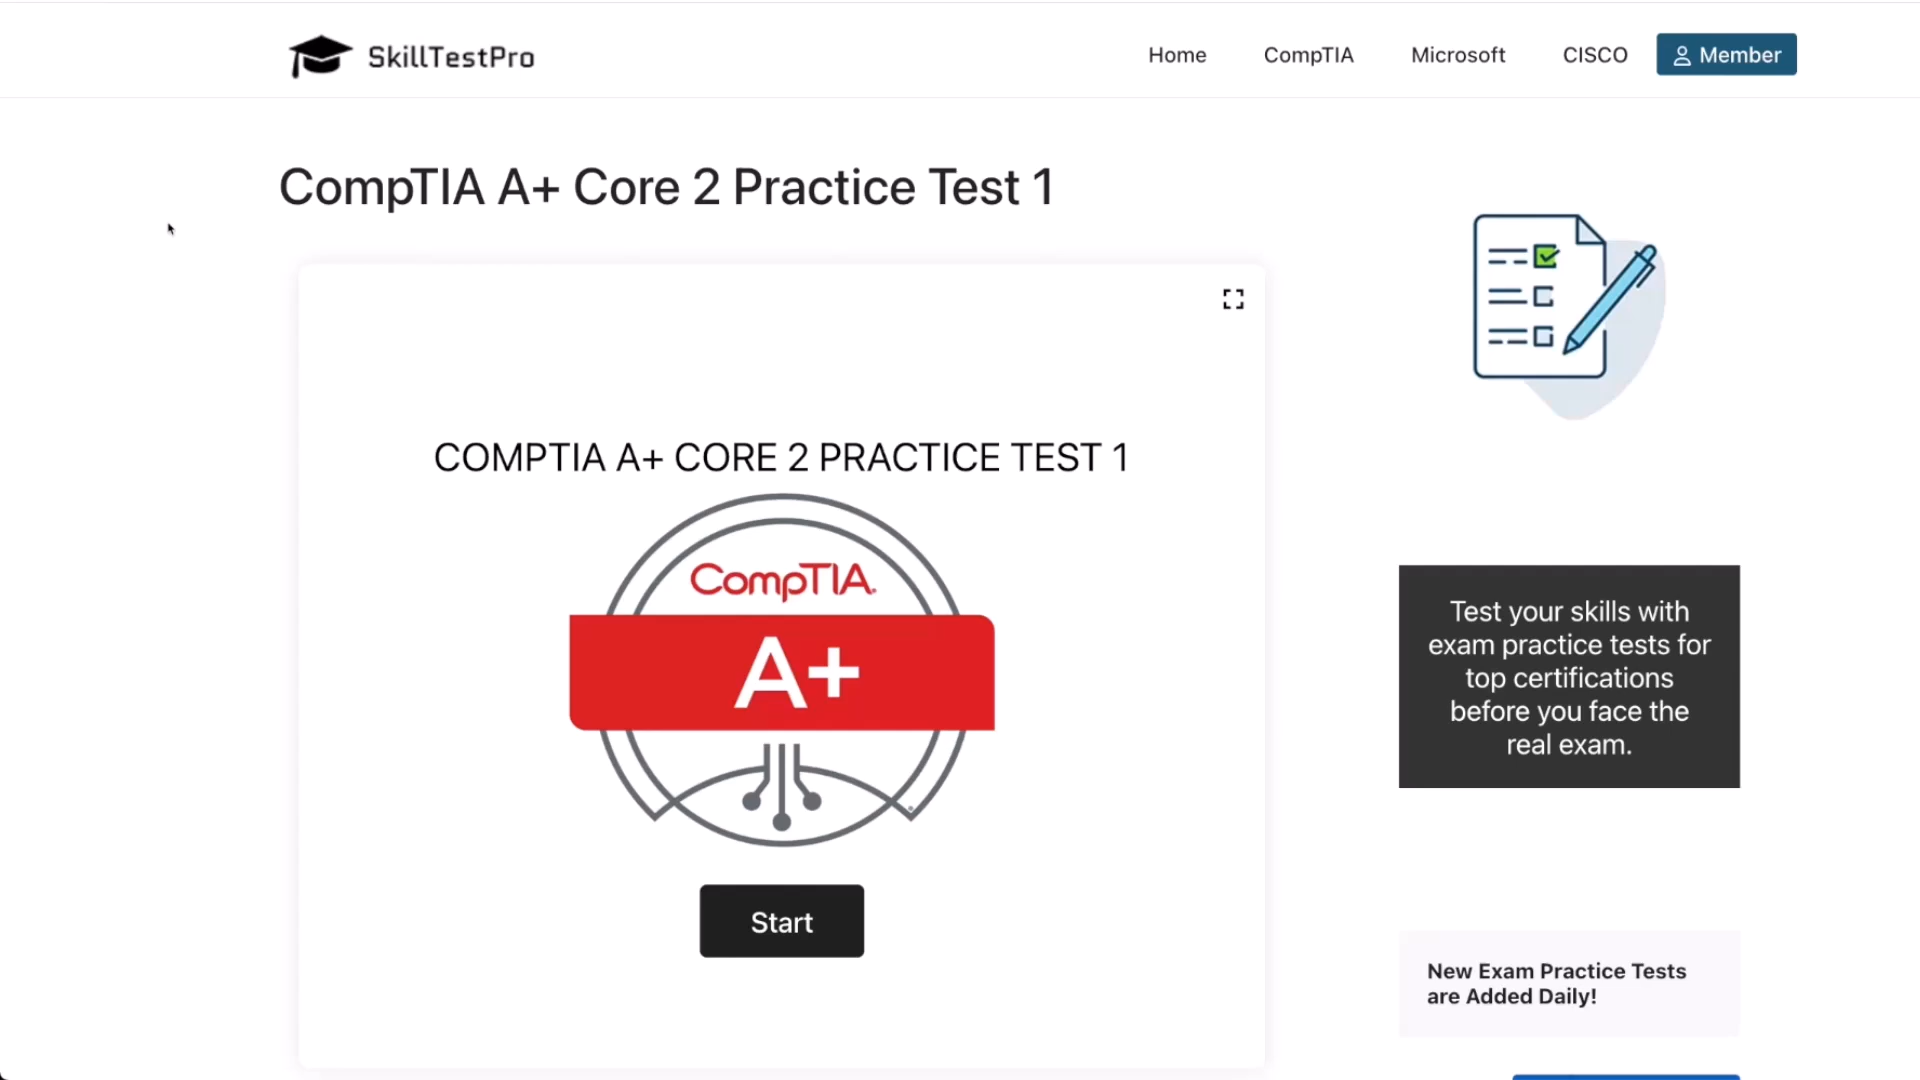 SkillTestPro
Home
CompTIA
Microsoft
CISCO
Member
CompTIA A+ Core 2 Practice Test 1
COMPTIA A+ CORE 2 PRACTICE TEST 1
CompTIA.
A+
Start
Test your skills with
exam practice tests for
top certifications
before you face the
real exam.
New Exam Practice Tests
are Added Daily!